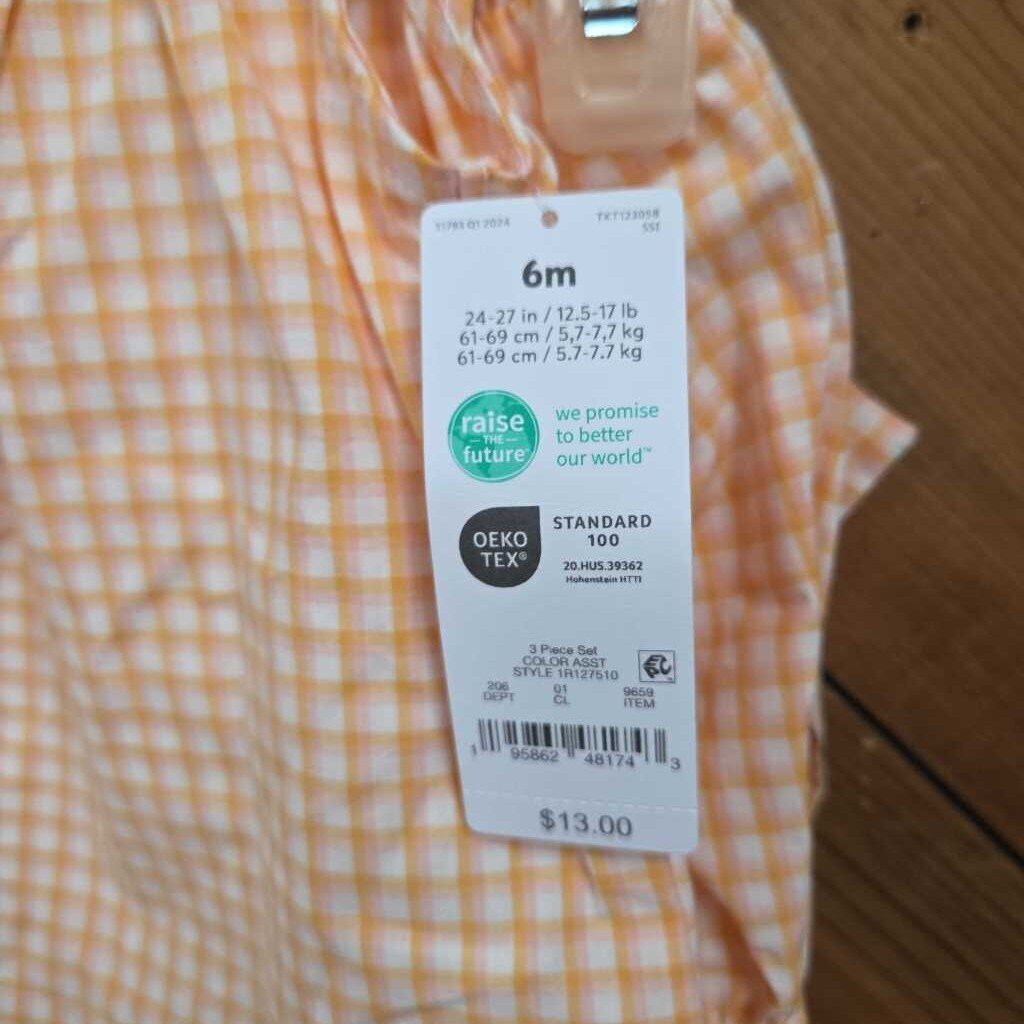 51793 Q1 2024
TKT12305B
SSE
6m
24-27 in / 12.5-17 lb
61-69 cm / 5,7-7,7 kg
61-69 cm / 5.7-7.7 kg
raise
THE
future
we promise
to better
our world™
OEKO
TEX®
STANDARD
100
20.HUS.39362
Hohenstein HTTI
3 Piece Set
COLOR ASST
STYLE 1R127510
206 01 9659
DEPT CL ITEM
1 95862 48174 3
$13.00